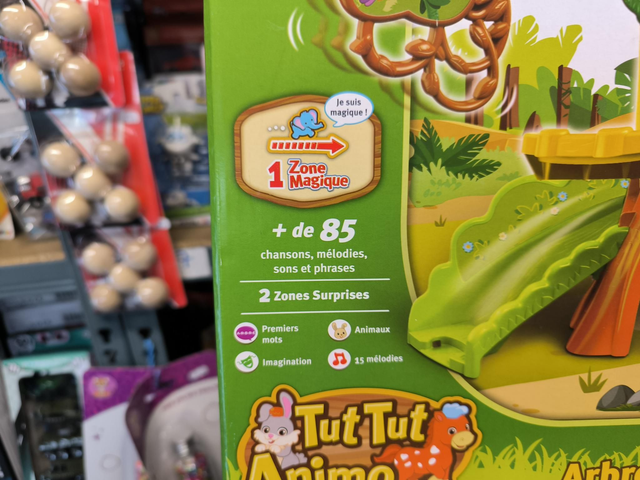 Je suis
magique !
1 Zone
Magique
+ de 85
chansons, mélodies,
sons et phrases
2 Zones Surprises
Premiers
mots
Animaux
Imagination
15 mélodies
Tut Tut
Animo
Arbre